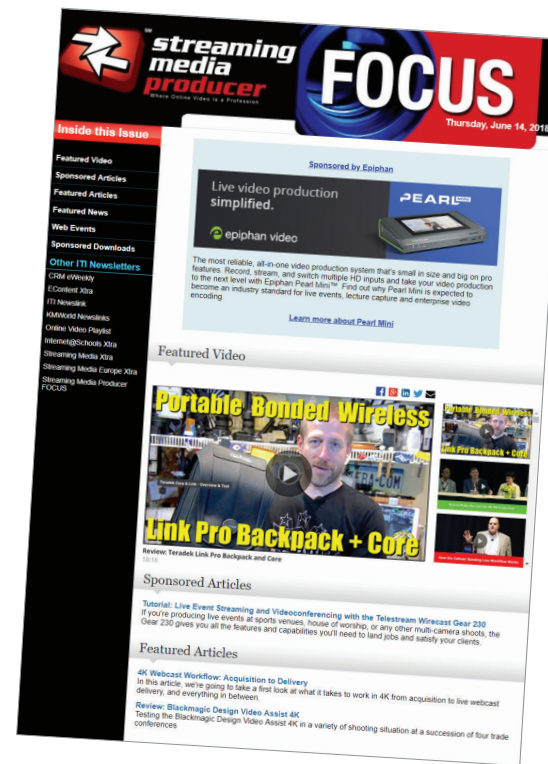 streaming
media
producer
Where Online Video Is a Profession
FOCUS
Thursday, June 14, 2018
Inside this Issue
Featured Video
Sponsored Articles
Featured Articles
Featured News
Web Events
Sponsored Downloads
Other ITI Newsletters
CRM eWeekly
EContent Xtra
ITI Newslink
KMWorld Newslinks
Online Video Playlist
Internet@Schools Xtra
Streaming Media Xtra
Streaming Media Europe Xtra
Streaming Media Producer
FOCUS
Sponsored by Epiphan
Live video production
simplified.
epiphan video
PEARL
The most reliable, all-in-one video production system that's small in size and big on pro
features. Record, stream, and switch multiple HD inputs and take your video production
to the next level with Epiphan Pearl Mini™ Find out why Pearl Mini is expected to
become an industry standard for live events, lecture capture and enterprise video
encoding.
Learn more about Pearl Mini
Featured Video
Portable Bonded Wireless
Teradek Core & Link - Overview & Test
Link Pro Backpack + Core
Review: Teradek Link Pro Backpack and Core
Portable Bonded Wireless
Link Pro Backpack + Core
Sponsored Articles
Tutorial: Live Event Streaming and Videoconferencing with the Telestream Wirecast Gear 230
If you're producing live events at sports venues, house of worship, or any other multi-camera shoots, the
Gear 230 gives you all the features and capabilities you'll need to land jobs and satisfy your clients.
Featured Articles
4K Webcast Workflow: Acquisition to Delivery
In this article, we're going to take a first look at what it takes to work in 4K from acquisition to live webcast
delivery, and everything in between.
Review: Blackmagic Design Video Assist 4K
Testing the Blackmagic Design Video Assist 4K in a variety of shooting situation at a succession of four trade
conferences